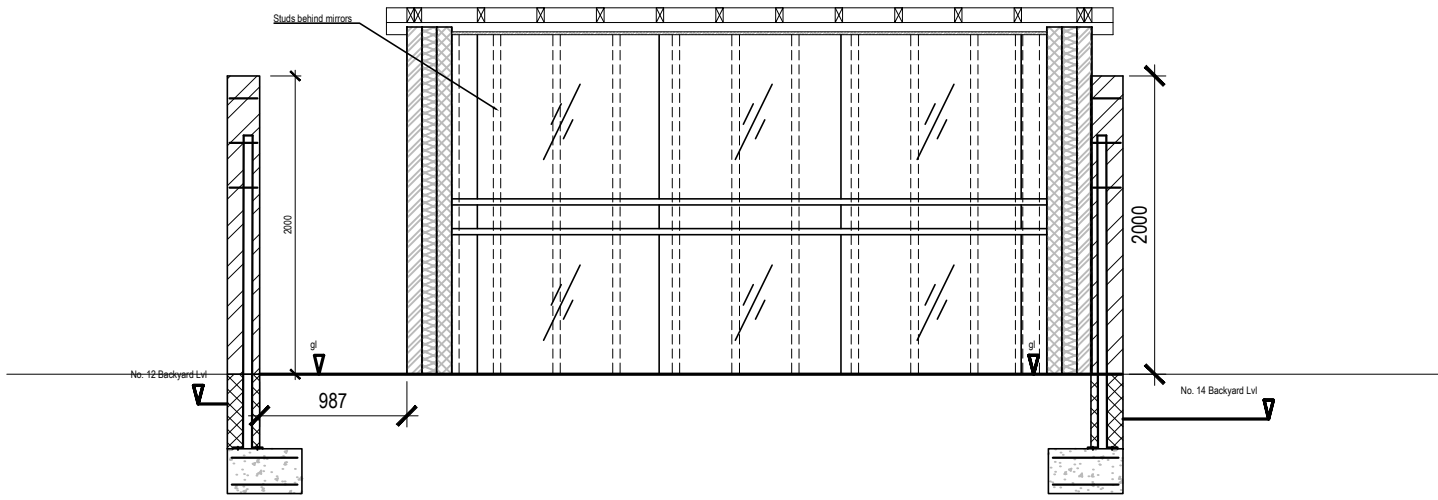 Studs behind mirrors
2000
2000
gl
gl
No. 12 Backyard Lvl
987
No. 14 Backyard Lvl